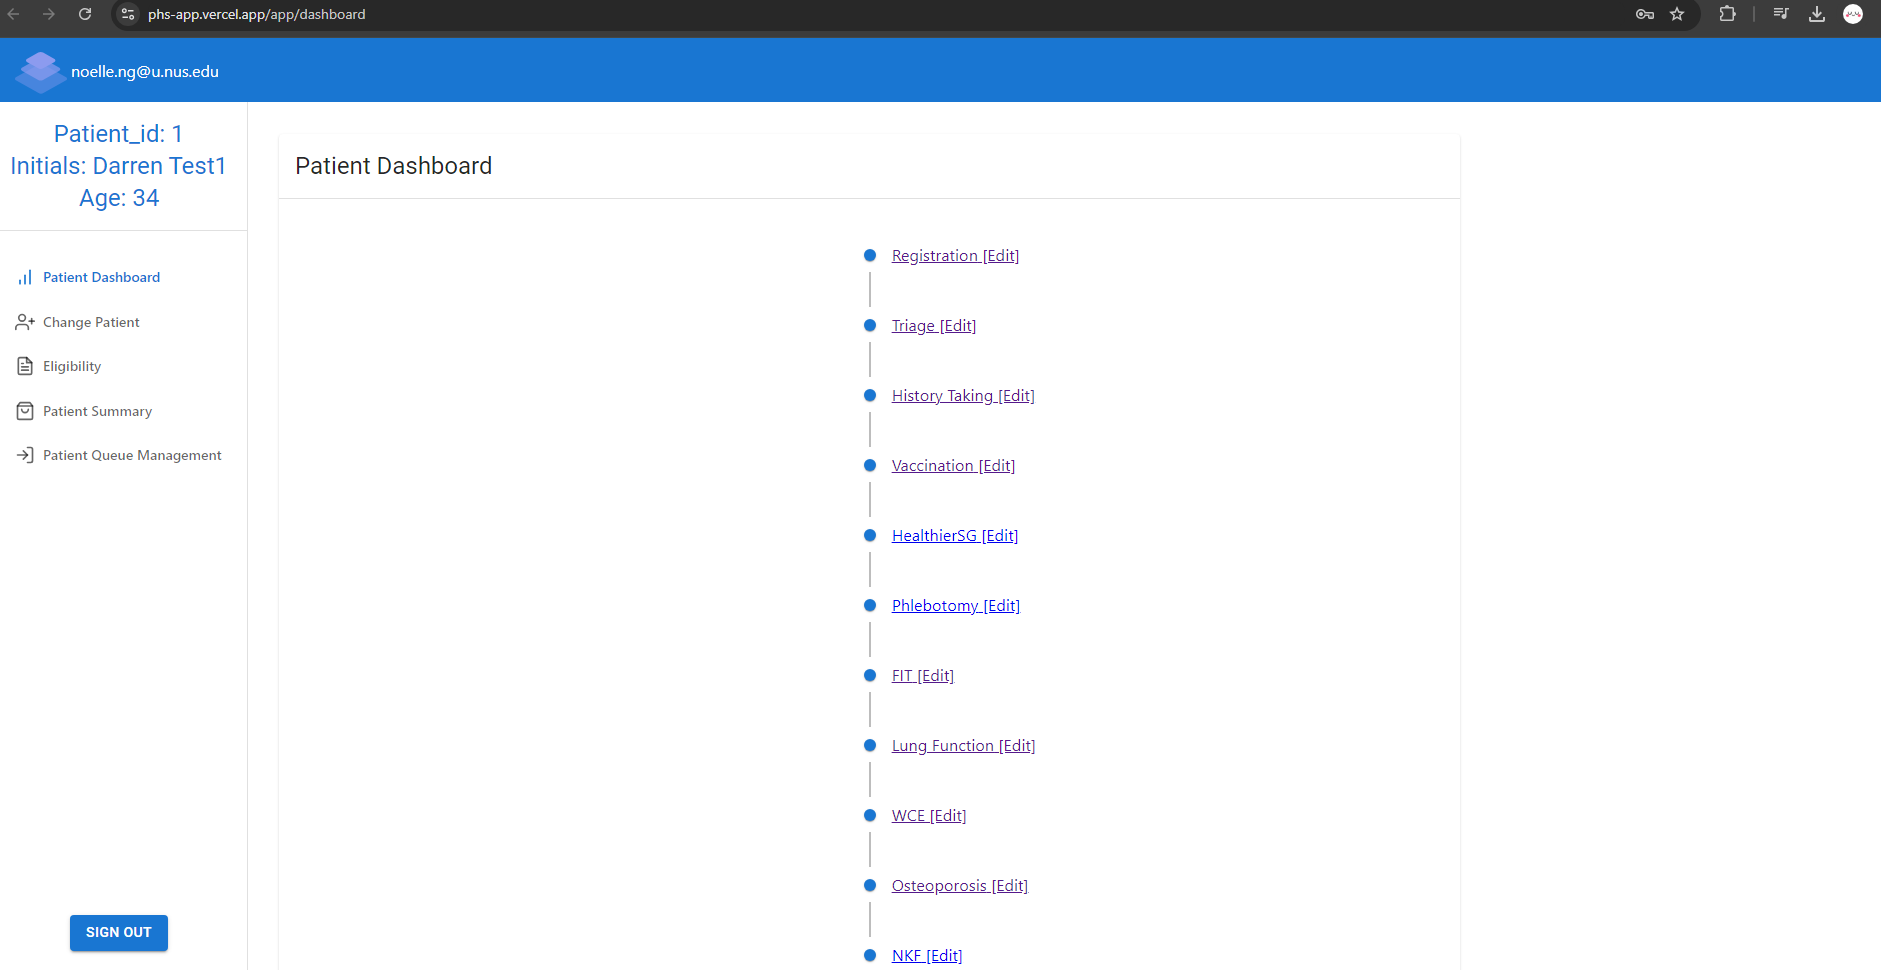 phs-app.vercel.app/app/dashboard
noelle.ng@u.nus.edu
Patient_id: 1
Initials: Darren Test1
Age: 34
Patient Dashboard
Change Patient
Eligibility
Patient Summary
Patient Queue Management
SIGN OUT
Patient Dashboard
Registration [Edit]
Triage [Edit]
History Taking [Edit]
Vaccination [Edit]
HealthierSG [Edit]
Phlebotomy [Edit]
FIT [Edit]
Lung Function [Edit]
WCE [Edit]
Osteoporosis [Edit]
NKF [Edit]